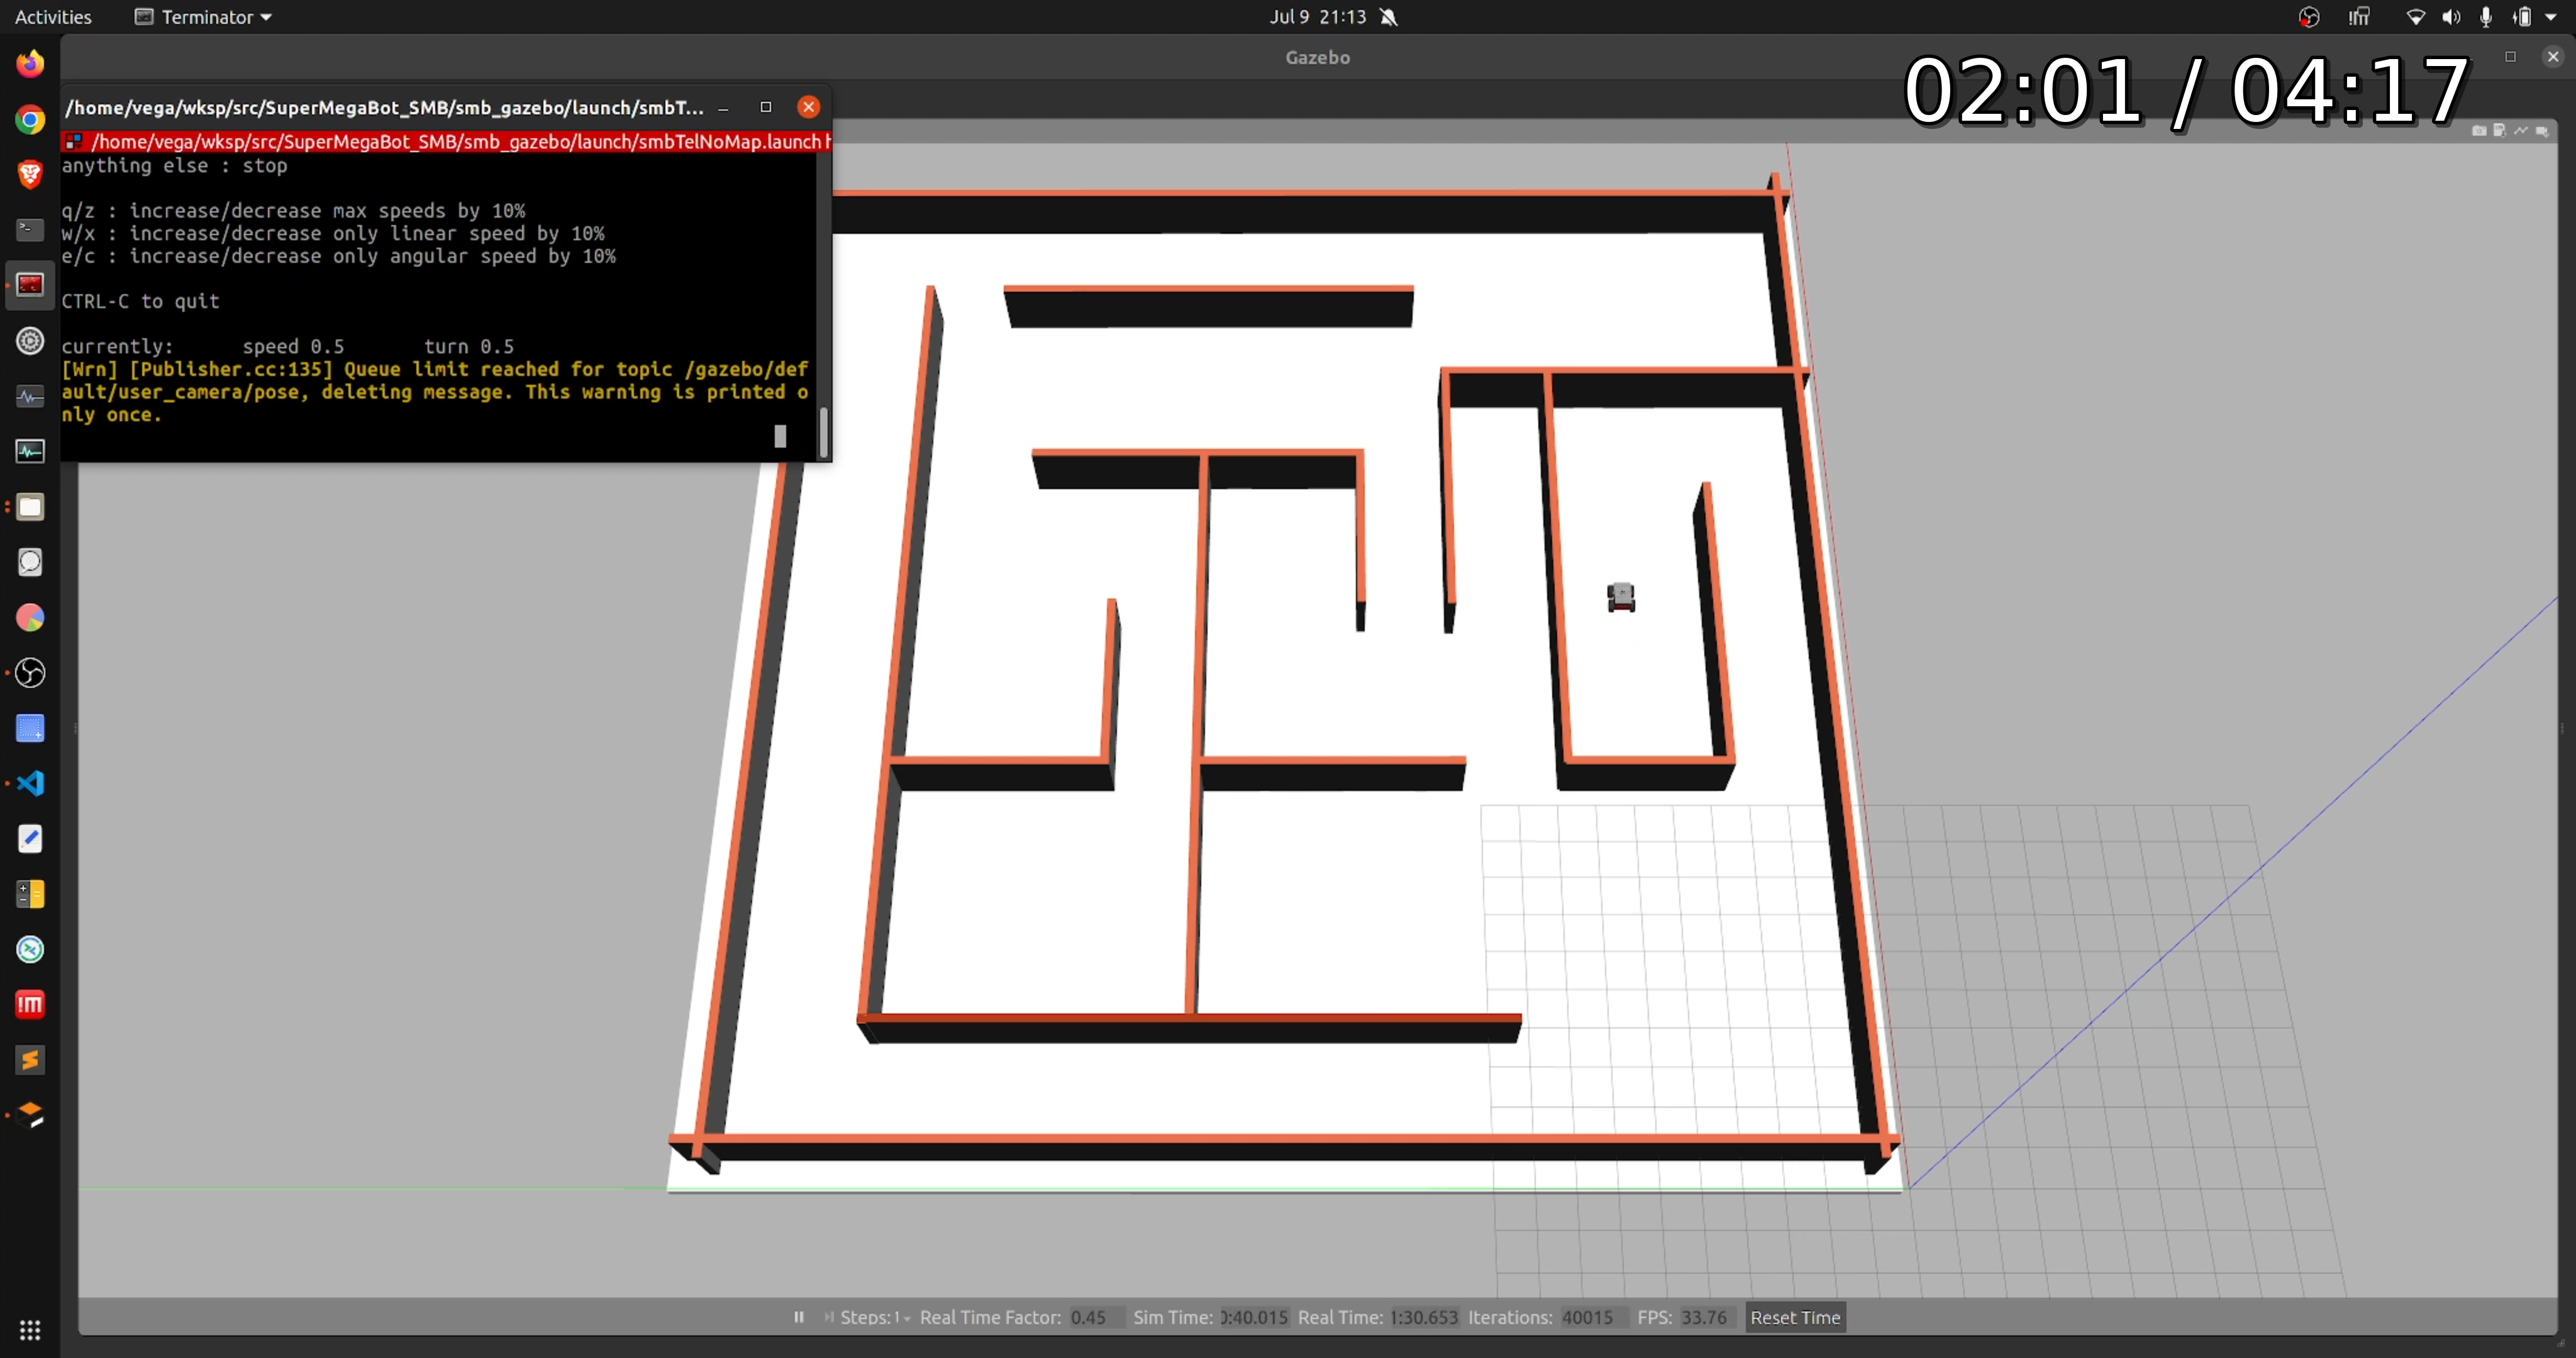 Activities
Terminator
Jul 9 21:13
Gazebo
02:01 / 04:17
/home/vega/wksp/src/SuperMegaBot_SMB/smb_gazebo/launch/smbT...
/home/vega/wksp/src/SuperMegaBot_SMB/smb_gazebo/launch/smbTelNoMap.launch h
anything else : stop
q/z : increase/decrease max speeds by 10%
w/x : increase/decrease only linear speed by 10%
e/c : increase/decrease only angular speed by 10%
CTRL-C to quit
currently: speed 0.5 turn 0.5
[Wrn] [Publisher.cc:135] Queue limit reached for topic /gazebo/def
ault/user_camera/pose, deleting message. This warning is printed o
nly once.
Steps: 1 Real Time Factor: 0.45 Sim Time: 0:40.015 Real Time: 1:30.653 Iterations: 40015 FPS: 33.76 Reset Time